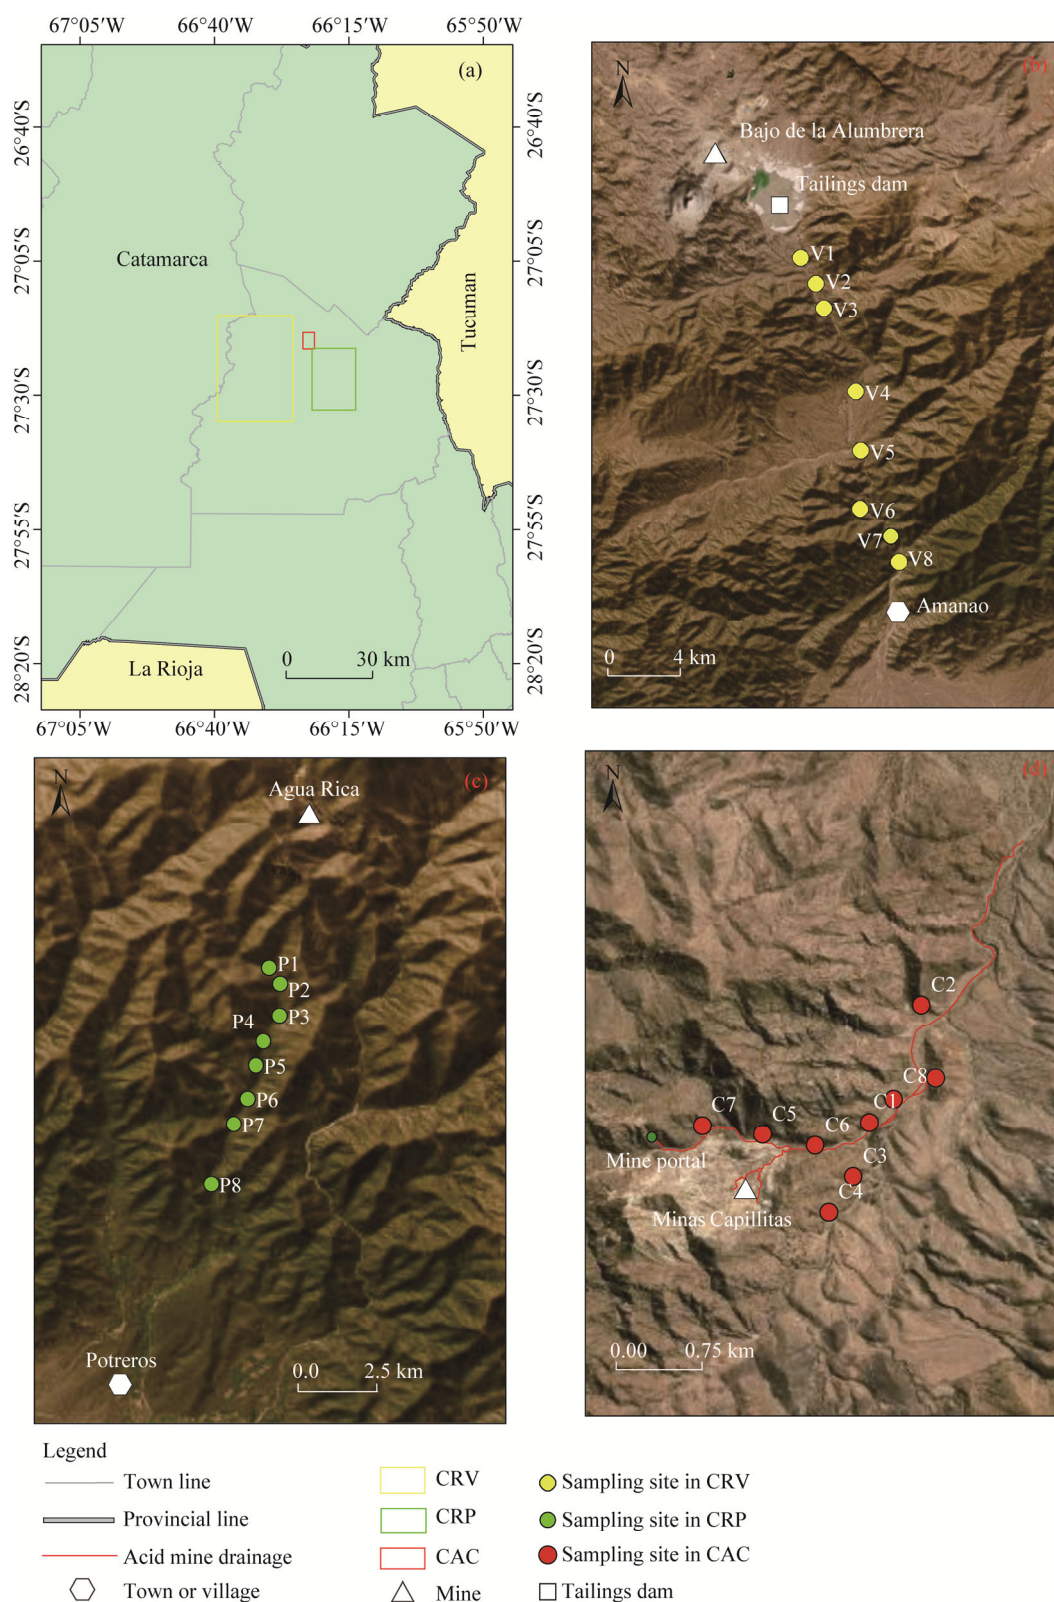 67°05′W 66°40′W 66°15′W 65°50′W
(a)
26°40′S
27°05′S
27°30′S
27°55′S
28°20′S
26°40′S
27°05′S
27°30′S
27°55′S
28°20′S
Catamarca
Tucuman
La Rioja
0 30 km
67°05′W 66°40′W 66°15′W 65°50′W
N
(b)
Bajo de la Alumbrera
Tailings dam
V1
V2
V3
V4
V5
V6
V7
V8
Amanao
0 4 km
N
(c)
Agua Rica
P1
P2
P3
P4
P5
P6
P7
P8
Potreros
0.0 2.5 km
N
(d)
C2
C8
C1
C7
C5
C6
C3
C4
Mine portal
Minas Capillitas
0.00 0.75 km
Legend
Town line
Provincial line
Acid mine drainage
Town or village
CRV
CRP
CAC
Mine
Sampling site in CRV
Sampling site in CRP
Sampling site in CAC
Tailings dam